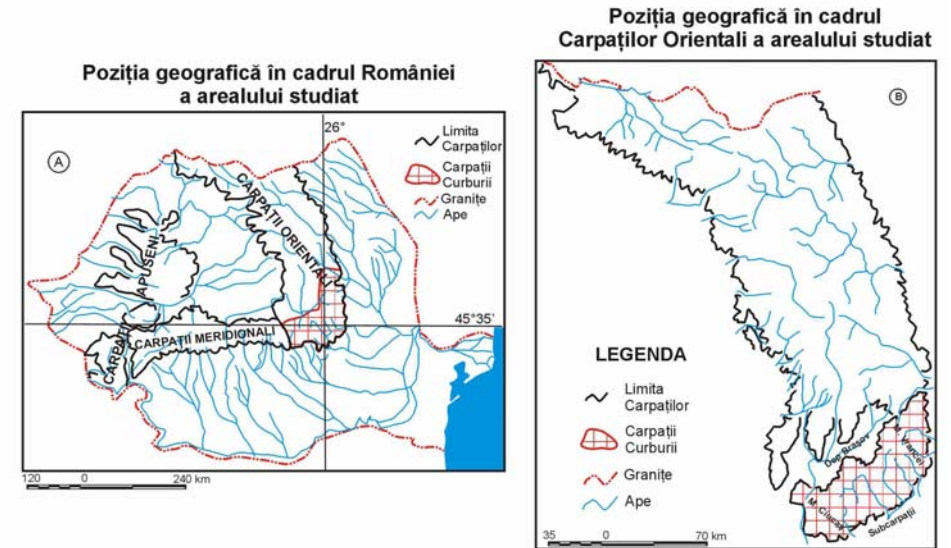 Poziția geografică în cadrul României
a arealului studiat
A
26°
Limita
Carpaților
Carpații
Curburii
Granițe
Ape
CARPAȚII ORIENTALI
APUSENI
CARPAȚII
CARPAȚII MERIDIONALI
45°35'
120 0 240 km
Poziția geografică în cadrul
Carpaților Orientali a arealului studiat
B
LEGENDA
Limita
Carpaților
Carpații
Curburii
Granițe
Ape
Dep Brașov
M. Vrancei
M. Ciucaș
Subcarpații
35 0 70 km